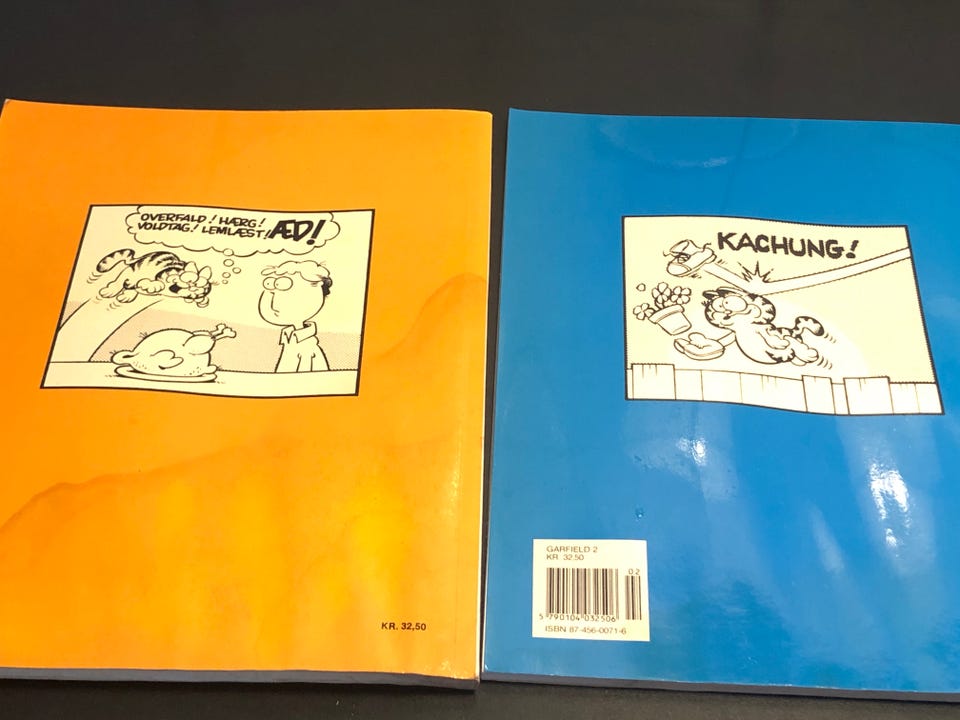 OVERFALD! HÆRG!
VOLDTAG! LEMLÆST! ÆD!
KR. 32,50
KACHUNG!
GARFIELD 2
KR 32,50
02
5 790104 032506
ISBN 87-456-0071-6